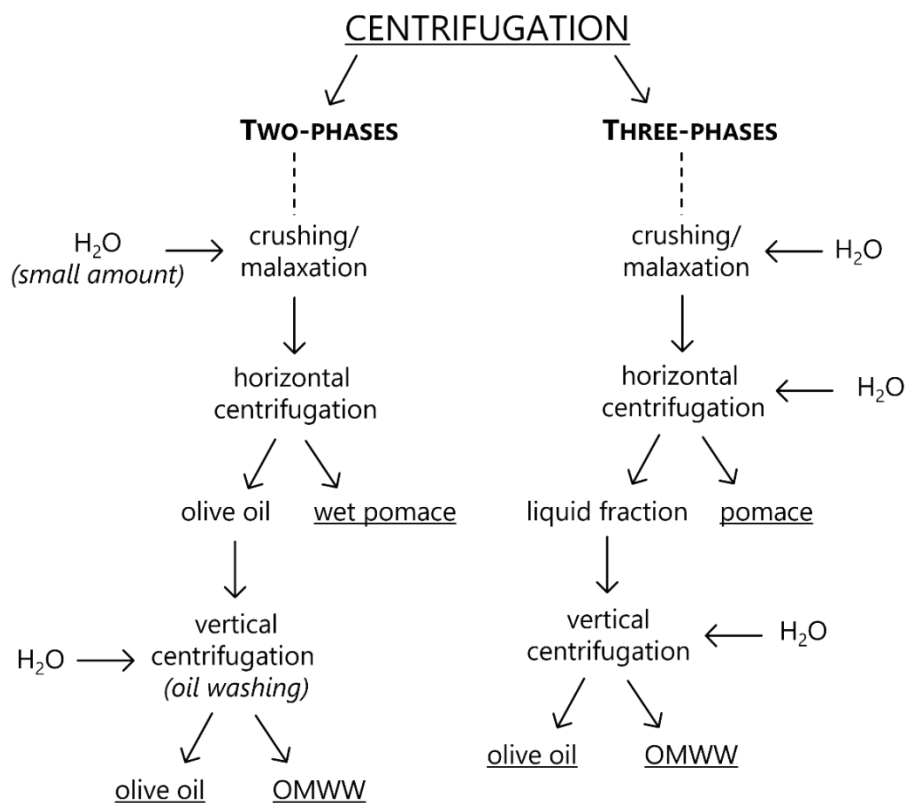 CENTRIFUGATION
TWO-PHASES
THREE-PHASES
H₂O
(small amount)
crushing/
malaxation
crushing/
malaxation
H₂O
horizontal
centrifugation
horizontal
centrifugation
H₂O
olive oil
wet pomace
liquid fraction
pomace
H₂O
vertical
centrifugation
(oil washing)
vertical
centrifugation
H₂O
olive oil
OMWW
olive oil
OMWW